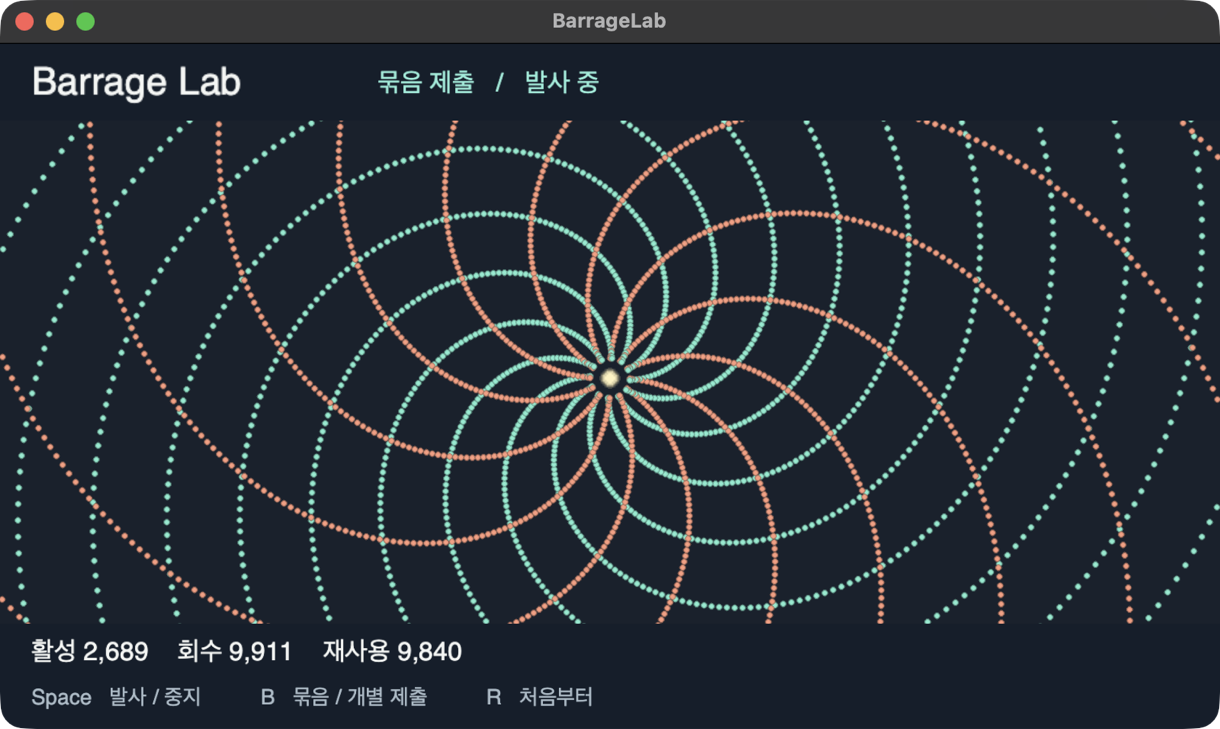 BarrageLab
Barrage Lab 묶음 제출 / 발사 중
활성 2,689 회수 9,911 재사용 9,840
Space 발사 / 중지 B 묶음 / 개별 제출 R 처음부터